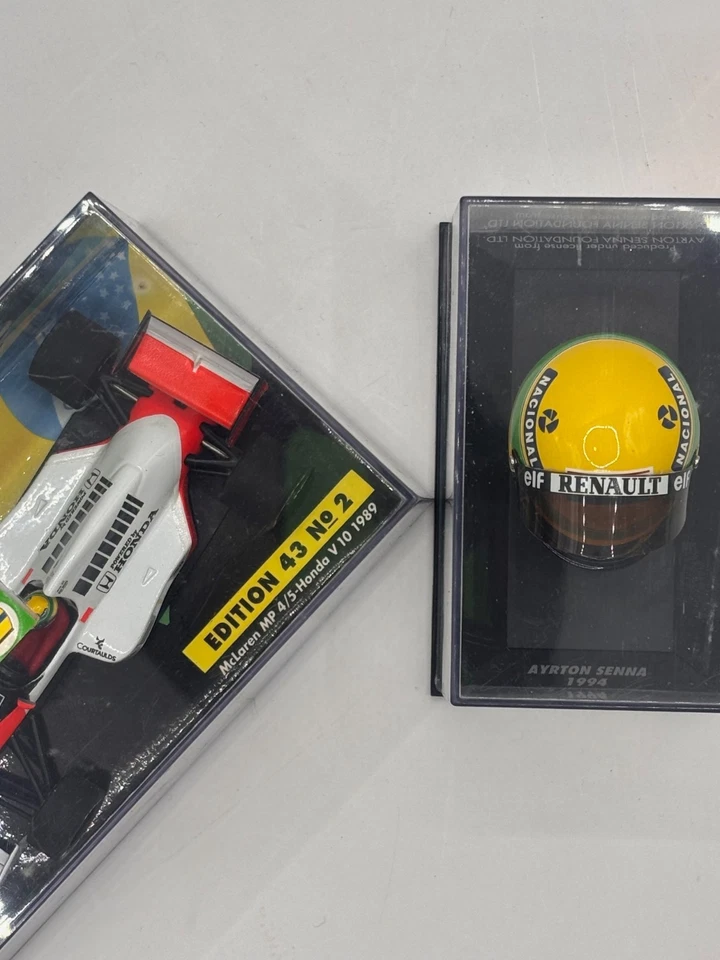 EDITION 43 Nº 2
McLaren MP 4/5-Honda V 10 1989
HONDA
HONDA
COURTAULDS
AYRTON SENNA FOUNDATION LTD.
Produced under license from
NACIONAL
NACIONAL
elf RENAULT elf
AYRTON SENNA
1994